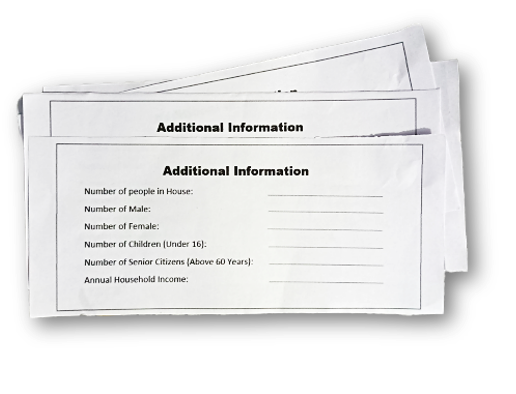 Additional Information
Additional Information
Number of people in House:
Number of Male:
Number of Female:
Number of Children (Under 16):
Number of Senior Citizens (Above 60 Years):
Annual Household Income: